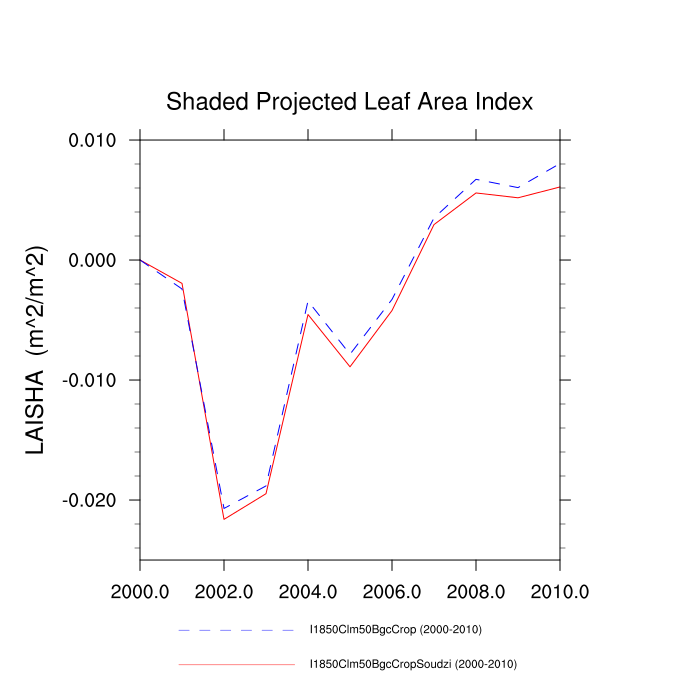 Shaded Projected Leaf Area Index
0.010
0.000
-0.010
-0.020
LAISHA (m^2/m^2)
2000.0 2002.0 2004.0 2006.0 2008.0 2010.0
I1850Clm50BgcCrop (2000-2010)
I1850Clm50BgcCropSoudzi (2000-2010)